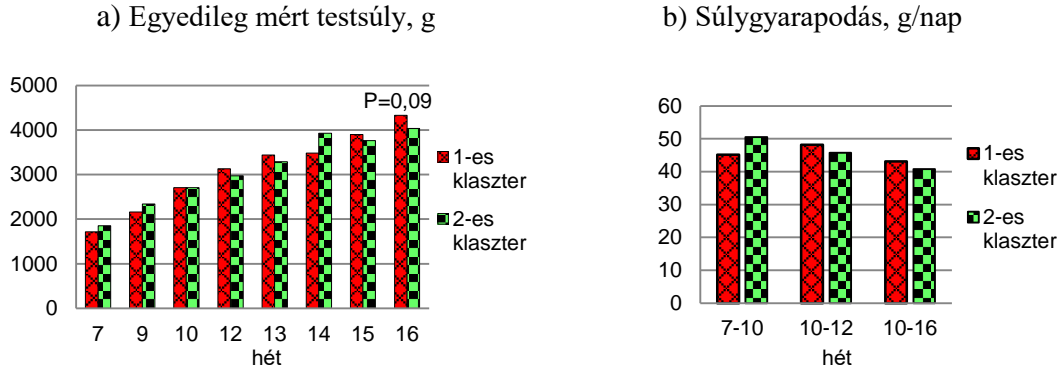 a) Egyedileg mért testsúly, g
5000
4000
3000
2000
1000
0
P=0,09
7 9 10 12 13 14 15 16
hét
1-es
klaszter
2-es
klaszter
b) Súlygyarapodás, g/nap
60
50
40
30
20
10
0
7-10 10-12 10-16
hét
1-es
klaszter
2-es
klaszter